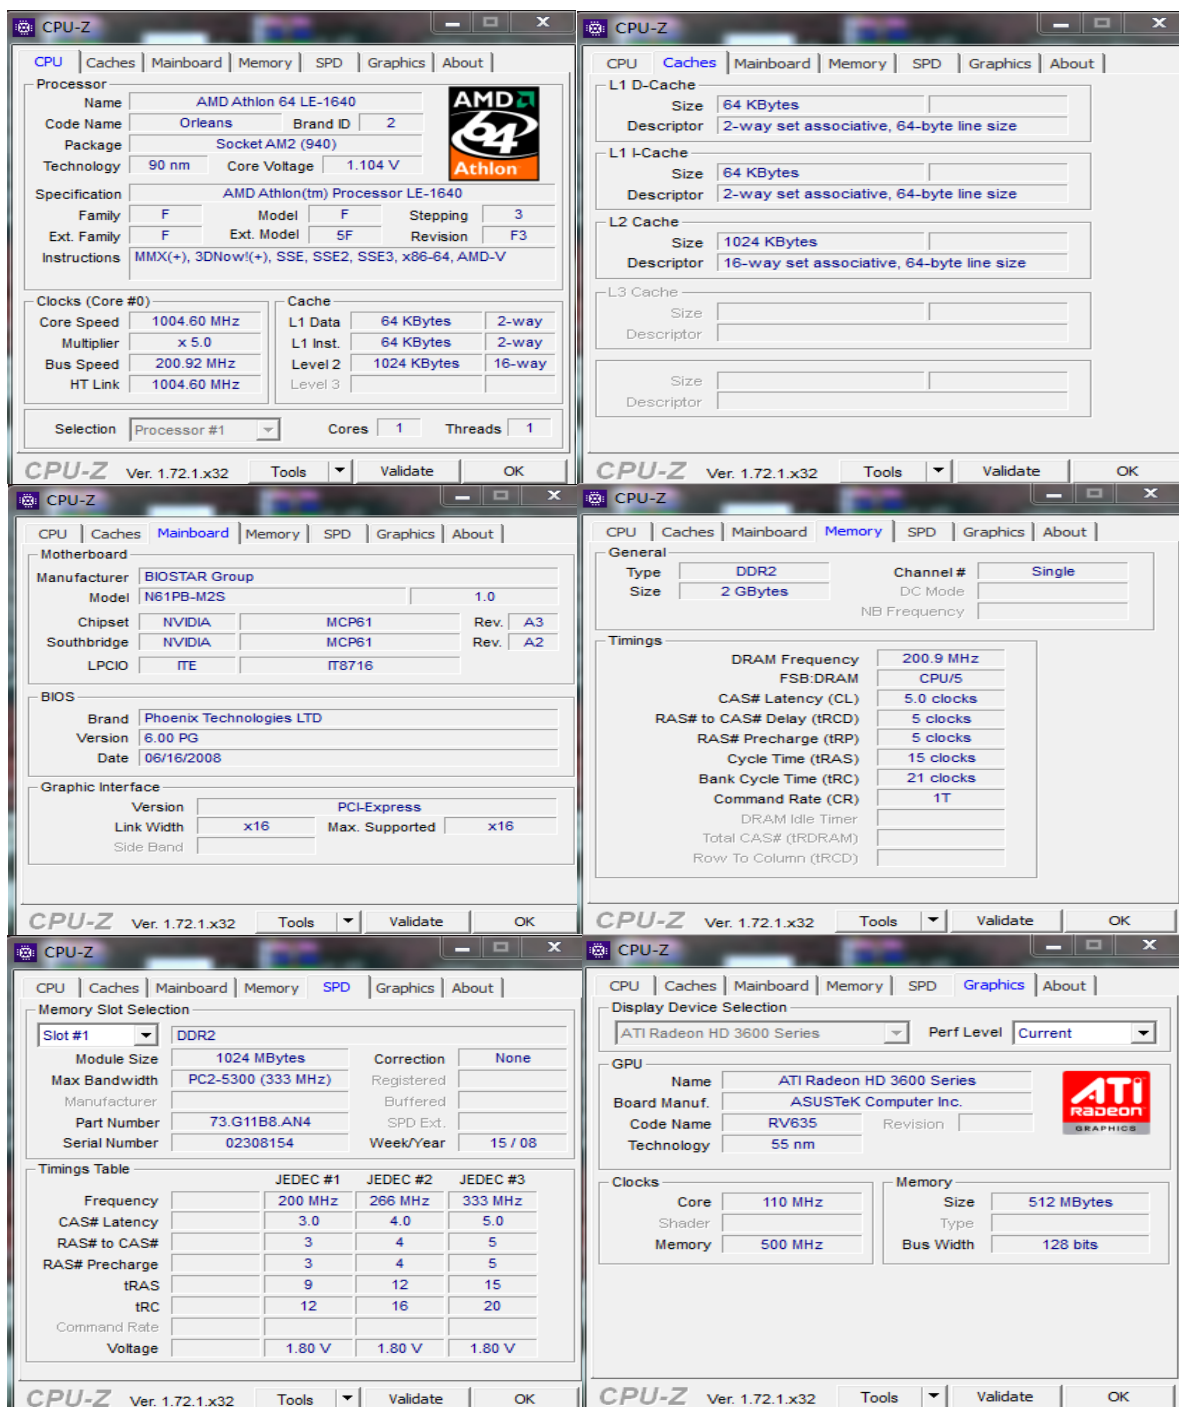 CPU-Z
CPU Caches Mainboard Memory SPD Graphics About
Processor
Name AMD Athlon 64 LE-1640
Code Name Orleans Brand ID 2
Package Socket AM2 (940)
Technology 90 nm Core Voltage 1.104 V
AMD
64
Athlon
Specification AMD Athlon(tm) Processor LE-1640
Family F Model F Stepping 3
Ext. Family F Ext. Model 5F Revision F3
Instructions MMX(+), 3DNow!(+), SSE, SSE2, SSE3, x86-64, AMD-V
Clocks (Core #0)
Core Speed 1004.60 MHz
Multiplier x 5.0
Bus Speed 200.92 MHz
HT Link 1004.60 MHz
Cache
L1 Data 64 KBytes 2-way
L1 Inst. 64 KBytes 2-way
Level 2 1024 KBytes 16-way
Level 3
Selection Processor #1 Cores 1 Threads 1
CPU-Z Ver. 1.72.1.x32 Tools Validate OK
CPU-Z
CPU Caches Mainboard Memory SPD Graphics About
L1 D-Cache
Size 64 KBytes
Descriptor 2-way set associative, 64-byte line size
L1 I-Cache
Size 64 KBytes
Descriptor 2-way set associative, 64-byte line size
L2 Cache
Size 1024 KBytes
Descriptor 16-way set associative, 64-byte line size
L3 Cache
Size
Descriptor
Size
Descriptor
CPU-Z Ver. 1.72.1.x32 Tools Validate OK
CPU-Z
CPU Caches Mainboard Memory SPD Graphics About
Motherboard
Manufacturer BIOSTAR Group
Model N61PB-M2S 1.0
Chipset NVIDIA MCP61 Rev. A3
Southbridge NVIDIA MCP61 Rev. A2
LPCIO ITE IT8716
BIOS
Brand Phoenix Technologies LTD
Version 6.00 PG
Date 06/16/2008
Graphic Interface
Version PCI-Express
Link Width x16 Max. Supported x16
Side Band
CPU-Z Ver. 1.72.1.x32 Tools Validate OK
CPU-Z
CPU Caches Mainboard Memory SPD Graphics About
General
Type DDR2 Channel # Single
Size 2 GBytes DC Mode
NB Frequency
Timings
DRAM Frequency 200.9 MHz
FSB:DRAM CPU/5
CAS# Latency (CL) 5.0 clocks
RAS# to CAS# Delay (tRCD) 5 clocks
RAS# Precharge (tRP) 5 clocks
Cycle Time (tRAS) 15 clocks
Bank Cycle Time (tRC) 21 clocks
Command Rate (CR) 1T
DRAM Idle Timer
Total CAS# (tRDRAM)
Row To Column (tRCD)
CPU-Z Ver. 1.72.1.x32 Tools Validate OK
CPU-Z
CPU Caches Mainboard Memory SPD Graphics About
Memory Slot Selection
Slot #1 DDR2
Module Size 1024 MBytes Correction None
Max Bandwidth PC2-5300 (333 MHz) Registered
Manufacturer Buffered
Part Number 73.G11B8.AN4 SPD Ext.
Serial Number 02308154 Week/Year 15 / 08
Timings Table
JEDEC #1 JEDEC #2 JEDEC #3
Frequency 200 MHz 266 MHz 333 MHz
CAS# Latency 3.0 4.0 5.0
RAS# to CAS# 3 4 5
RAS# Precharge 3 4 5
tRAS 9 12 15
tRC 12 16 20
Command Rate
Voltage 1.80 V 1.80 V 1.80 V
CPU-Z Ver. 1.72.1.x32 Tools Validate OK
CPU-Z
CPU Caches Mainboard Memory SPD Graphics About
Display Device Selection
ATI Radeon HD 3600 Series Perf Level Current
GPU
Name ATI Radeon HD 3600 Series
Board Manuf. ASUSTeK Computer Inc.
Code Name RV635 Revision
Technology 55 nm
ATI
RADEON
GRAPHICS
Clocks
Core 110 MHz
Shader
Memory 500 MHz
Memory
Size 512 MBytes
Type
Bus Width 128 bits
CPU-Z Ver. 1.72.1.x32 Tools Validate OK